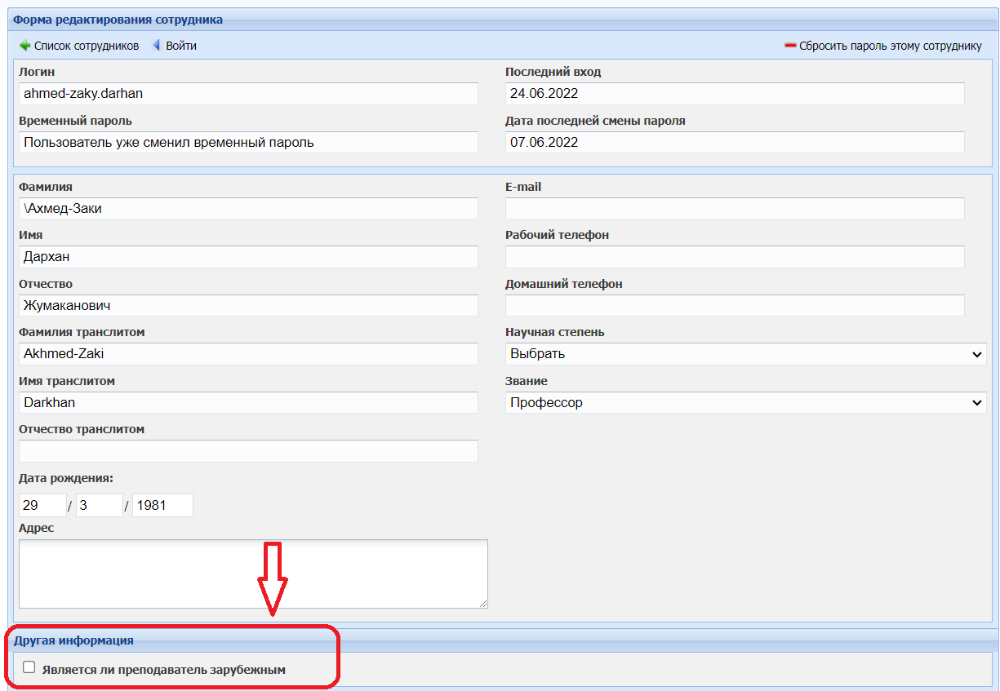 Форма редактирования сотрудника
Список сотрудников Войти Сбросить пароль этому сотруднику
Логин Последний вход
ahmed-zaky.darhan 24.06.2022
Временный пароль Дата последней смены пароля
Пользователь уже сменил временный пароль 07.06.2022
Фамилия E-mail
\Ахмед-Заки
Имя Рабочий телефон
Дархан
Отчество Домашний телефон
Жумаканович
Фамилия транслитом Научная степень
Akhmed-Zaki Выбрать
Имя транслитом Звание
Darkhan Профессор
Отчество транслитом
Дата рождения:
29 / 3 / 1981
Адрес
Другая информация
Является ли преподаватель зарубежным